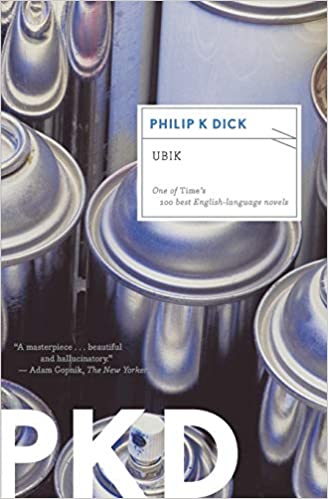 PHILIP K DICK
UBIK
One of Time's
100 best English-language novels
"A masterpiece . . . beautiful
and hallucinatory."
— Adam Gopnik, The New Yorker
PKD